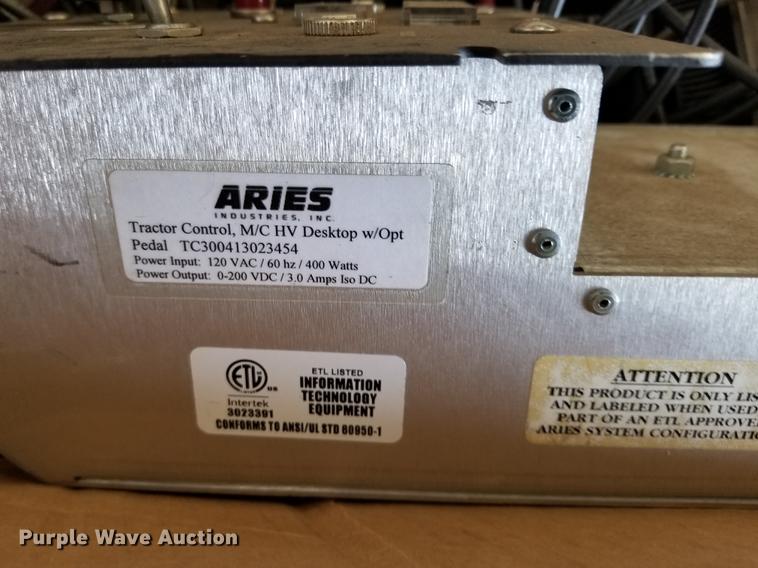 ARIES
INDUSTRIES, INC.
Tractor Control, M/C HV Desktop w/Opt
Pedal TC300413023454
Power Input: 120 VAC / 60 hz / 400 Watts
Power Output: 0-200 VDC / 3.0 Amps Iso DC
ETL
US
LISTED
Intertek
3023391
ETL LISTED
INFORMATION
TECHNOLOGY
EQUIPMENT
CONFORMS TO ANSI/UL STD 60950-1
ATTENTION
THIS PRODUCT IS ONLY LIS
AND LABELED WHEN USED
PART OF AN ETL APPROVE
ARIES SYSTEM CONFIGURATIO
Purple Wave Auction